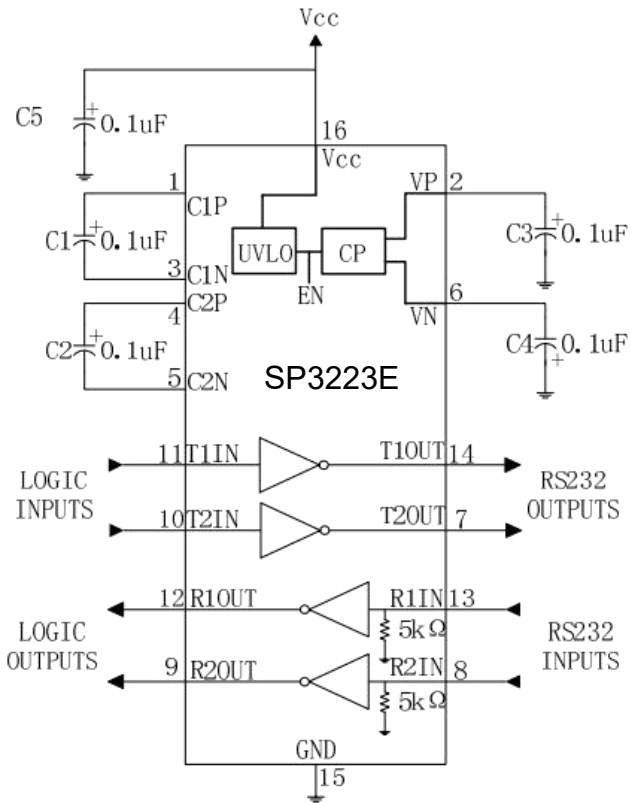 Vcc
C5
0.1uF
16
Vcc
1
C1P
VP
2
C1
0.1uF
UVLO
CP
C3
0.1uF
3
C1N
EN
C2P
4
VN
6
C2
0.1uF
C4
0.1uF
5
C2N
SP3223E
LOGIC
INPUTS
11
T1IN
T1OUT
14
10
T2IN
T2OUT
7
RS232
OUTPUTS
LOGIC
OUTPUTS
12
R1OUT
R1IN
13
5kΩ
9
R2OUT
R2IN
8
5kΩ
RS232
INPUTS
GND
15